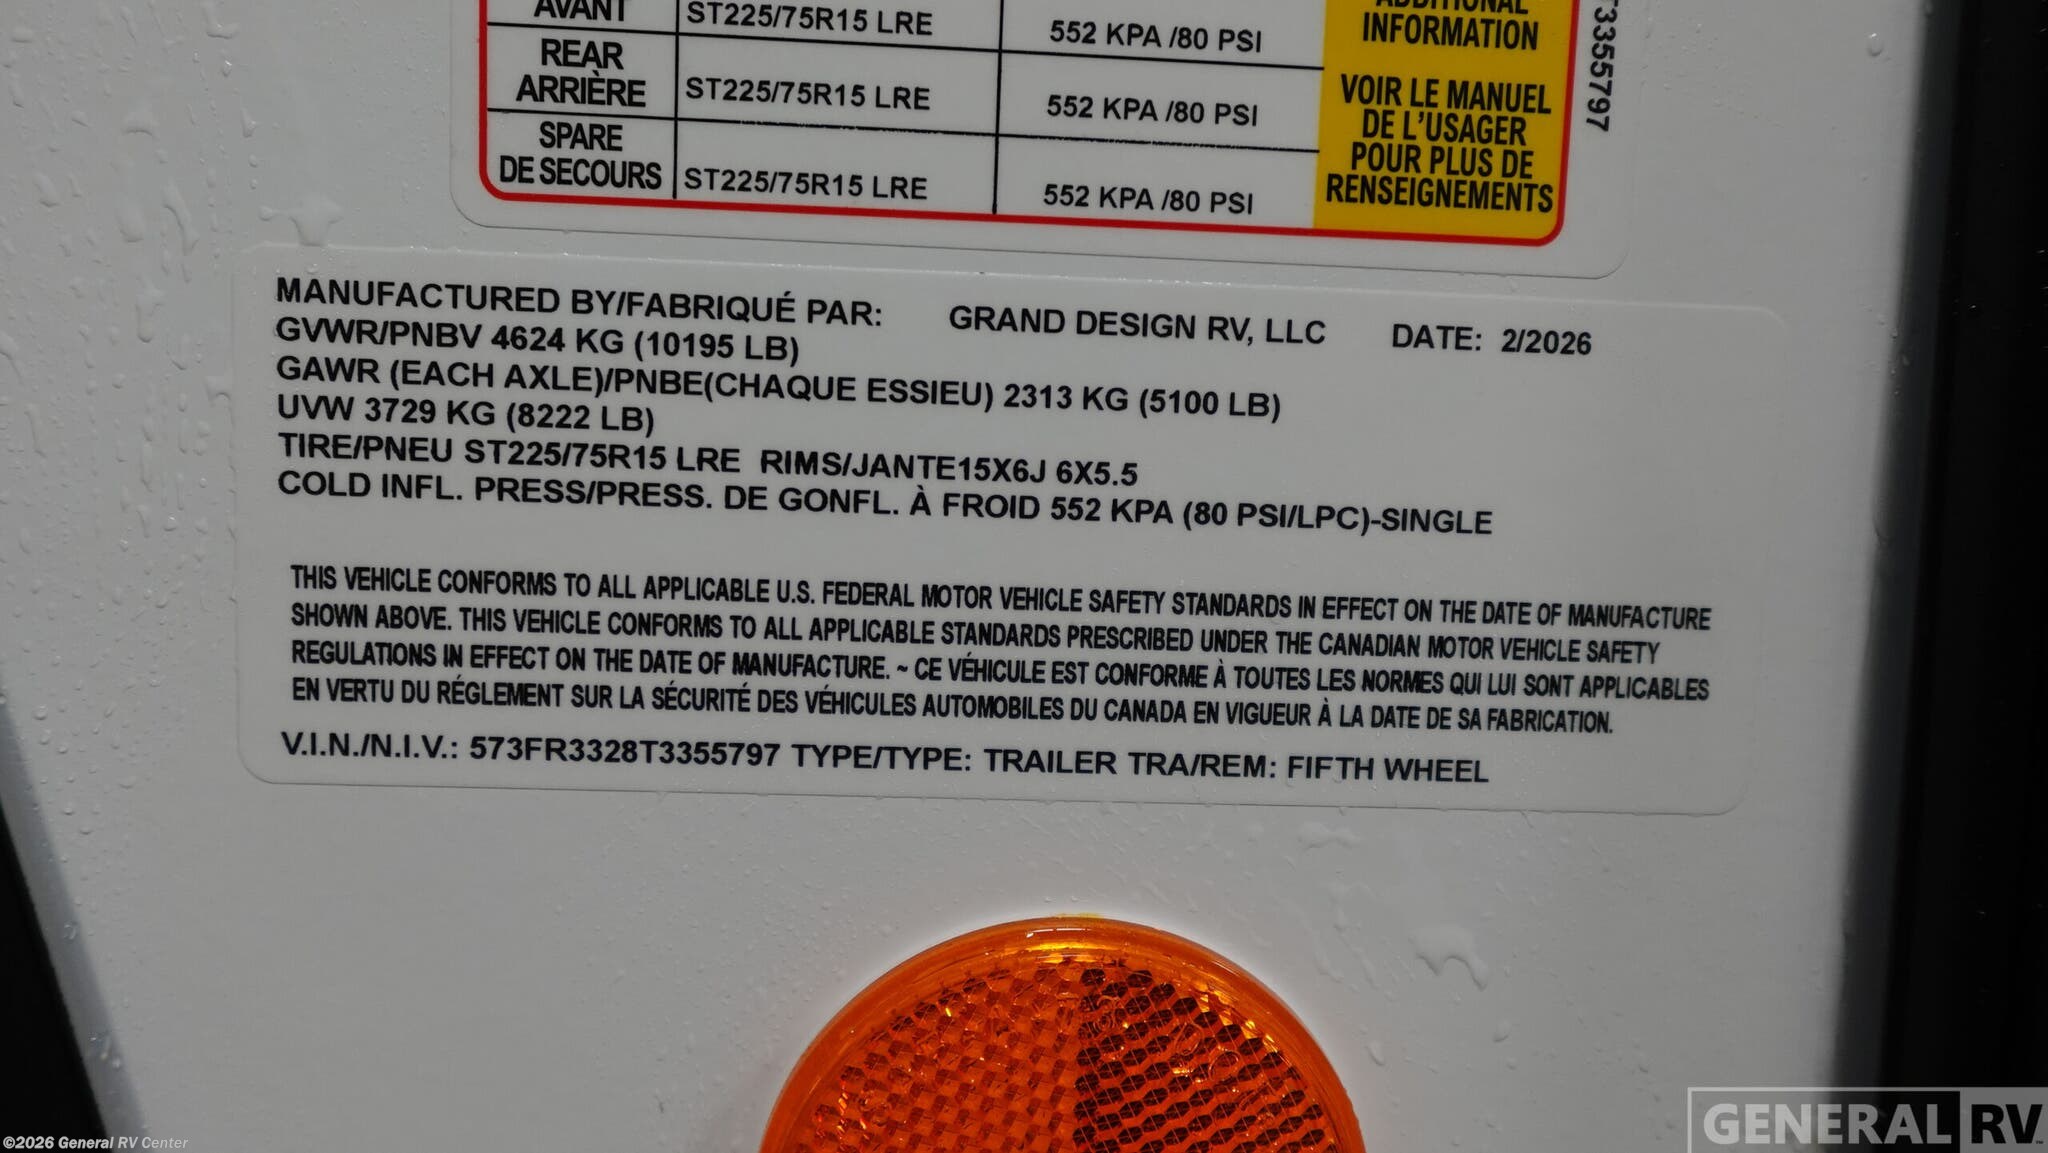 AVANT ST225/75R15 LRE 552 KPA /80 PSI
REAR
ARRIÈRE ST225/75R15 LRE 552 KPA /80 PSI
SPARE
DE SECOURS ST225/75R15 LRE 552 KPA /80 PSI
ADDITIONAL
INFORMATION
VOIR LE MANUEL
DE L'USAGER
POUR PLUS DE
RENSEIGNEMENTS
T3355797
MANUFACTURED BY/FABRIQUÉ PAR: GRAND DESIGN RV, LLC DATE: 2/2026
GVWR/PNBV 4624 KG (10195 LB)
GAWR (EACH AXLE)/PNBE(CHAQUE ESSIEU) 2313 KG (5100 LB)
UVW 3729 KG (8222 LB)
TIRE/PNEU ST225/75R15 LRE RIMS/JANTE15X6J 6X5.5
COLD INFL. PRESS/PRESS. DE GONFL. À FROID 552 KPA (80 PSI/LPC)-SINGLE
THIS VEHICLE CONFORMS TO ALL APPLICABLE U.S. FEDERAL MOTOR VEHICLE SAFETY STANDARDS IN EFFECT ON THE DATE OF MANUFACTURE
SHOWN ABOVE. THIS VEHICLE CONFORMS TO ALL APPLICABLE STANDARDS PRESCRIBED UNDER THE CANADIAN MOTOR VEHICLE SAFETY
REGULATIONS IN EFFECT ON THE DATE OF MANUFACTURE. ~ CE VÉHICULE EST CONFORME À TOUTES LES NORMES QUI LUI SONT APPLICABLES
EN VERTU DU RÉGLEMENT SUR LA SÉCURITÉ DES VÉHICULES AUTOMOBILES DU CANADA EN VIGUEUR À LA DATE DE SA FABRICATION.
V.I.N./N.I.V.: 573FR3328T3355797 TYPE/TYPE: TRAILER TRA/REM: FIFTH WHEEL
©2026 General RV Center
GENERAL RV